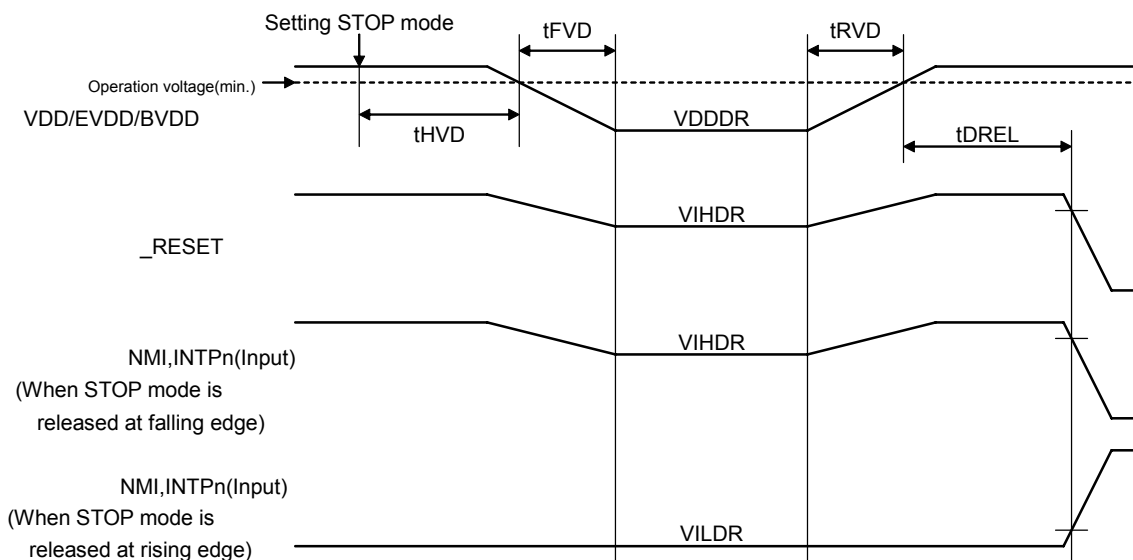 Setting STOP mode
tFVD
tRVD
Operation voltage(min.)
VDD/EVDD/BVDD
tHVD
VDDDR
tDREL
_RESET
VIHDR
NMI,INTPn(Input)
(When STOP mode is
released at falling edge)
VIHDR
NMI,INTPn(Input)
(When STOP mode is
released at rising edge)
VILDR